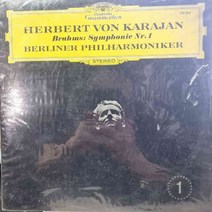 HERBERT VON KARAJAN
Brahms: Symphonie Nr. 1
BERLINER PHILHARMONIKER
STEREO
1